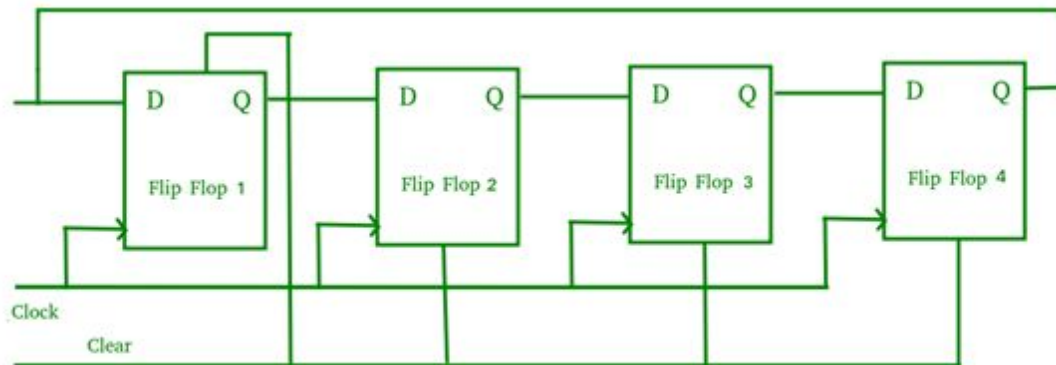 D Q D Q D Q D Q
Flip Flop 1 Flip Flop 2 Flip Flop 3 Flip Flop 4
Clock
Clear